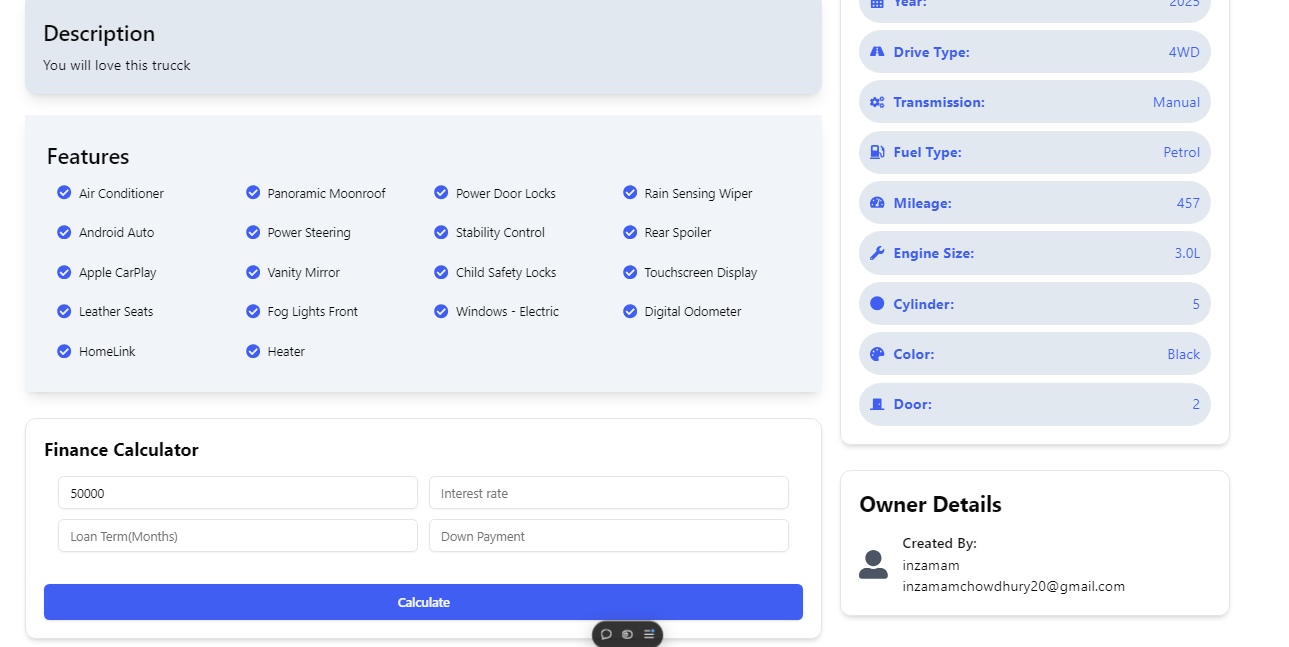 Description
You will love this trucck
Features
Air Conditioner
Panoramic Moonroof
Power Door Locks
Rain Sensing Wiper
Android Auto
Power Steering
Stability Control
Rear Spoiler
Apple CarPlay
Vanity Mirror
Child Safety Locks
Touchscreen Display
Leather Seats
Fog Lights Front
Windows - Electric
Digital Odometer
HomeLink
Heater
Finance Calculator
50000
Interest rate
Loan Term(Months)
Down Payment
Calculate
Year: 2025
Drive Type: 4WD
Transmission: Manual
Fuel Type: Petrol
Mileage: 457
Engine Size: 3.0L
Cylinder: 5
Color: Black
Door: 2
Owner Details
Created By:
inzamam
inzamamchowdhury20@gmail.com